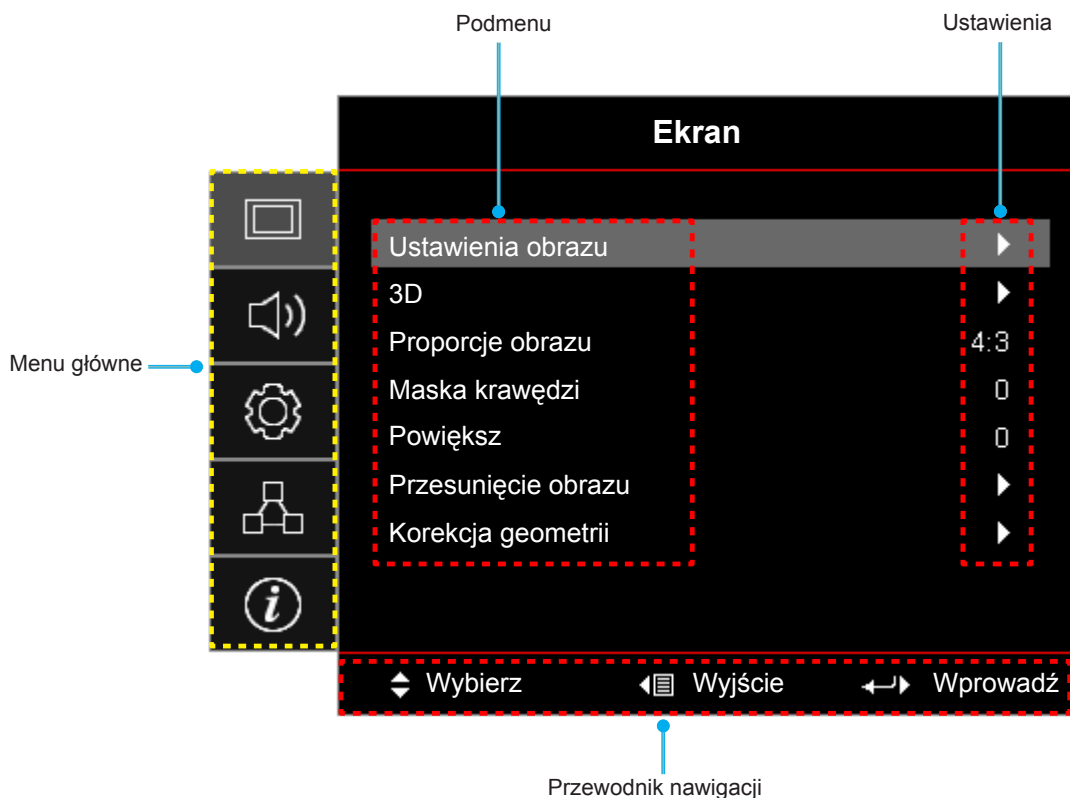 Podmenu
Ustawienia
Ekran
Ustawienia obrazu
3D
Proporcje obrazu 4:3
Menu główne
Maska krawędzi 0
Powiększ 0
Przesunięcie obrazu
Korekcja geometrii
Wybierz Wyjście Wprowadź
Przewodnik nawigacji